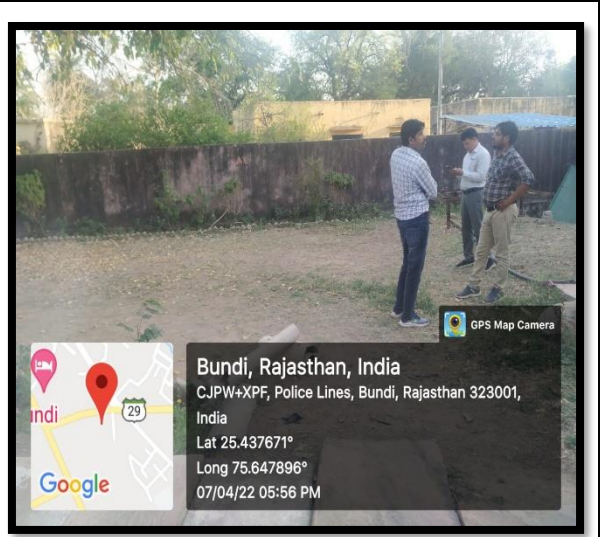 GPS Map Camera
Bundi, Rajasthan, India
CJPW+XPF, Police Lines, Bundi, Rajasthan 323001,
India
Lat 25.437671°
Long 75.647896°
07/04/22 05:56 PM
undi
29
Google